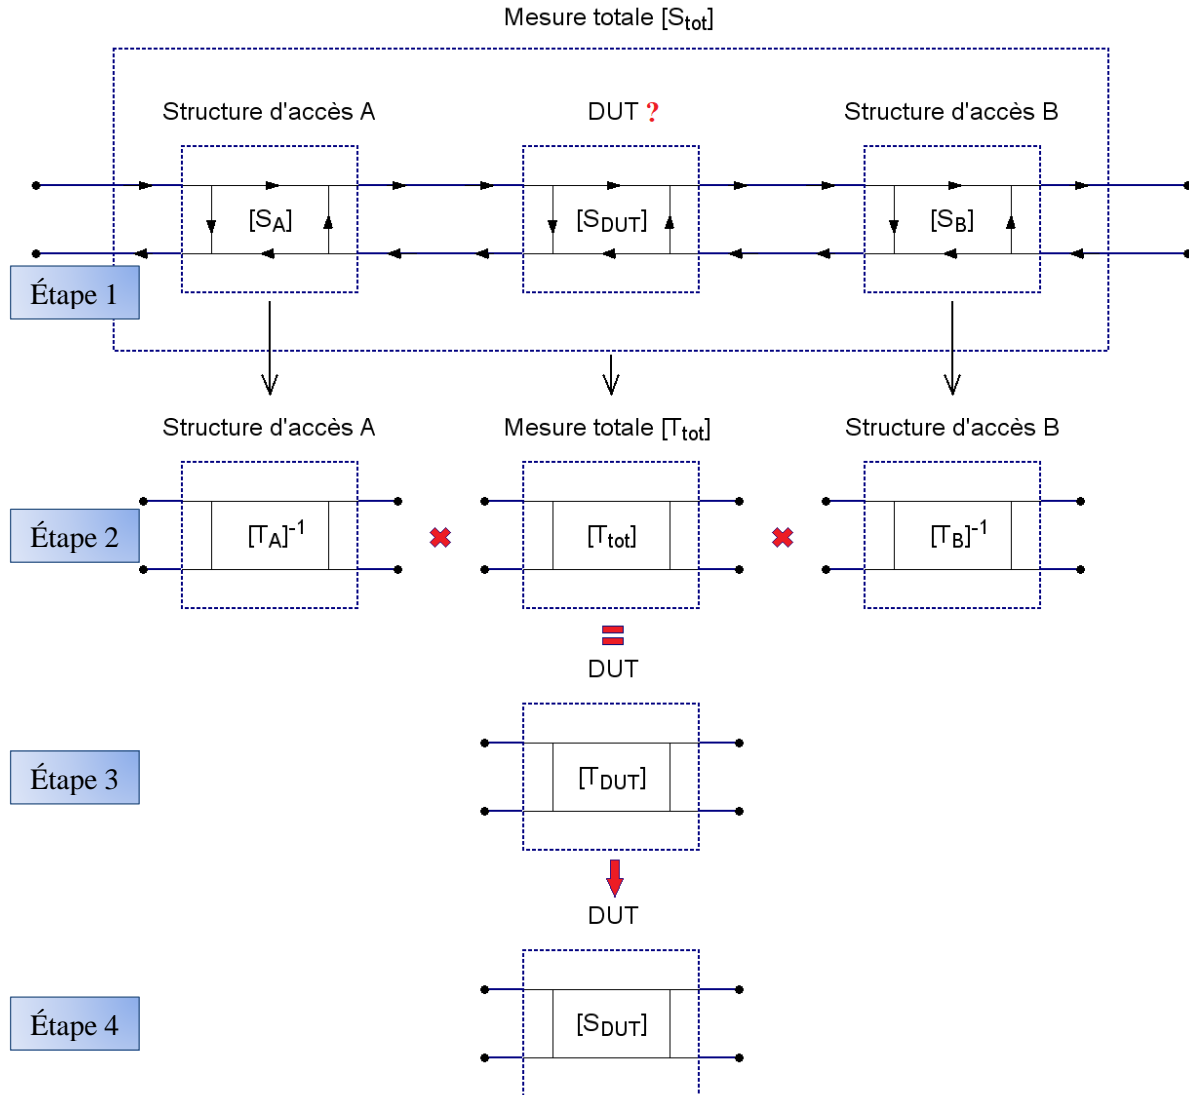 Mesure totale [Stot]
Structure d'accès A
DUT ?
Structure d'accès B
[SA]
[SDUT]
[SB]
Étape 1
Structure d'accès A
Mesure totale [Ttot]
Structure d'accès B
Étape 2
[TA]-1
[Ttot]
[TB]-1
DUT
Étape 3
[TDUT]
DUT
Étape 4
[SDUT]